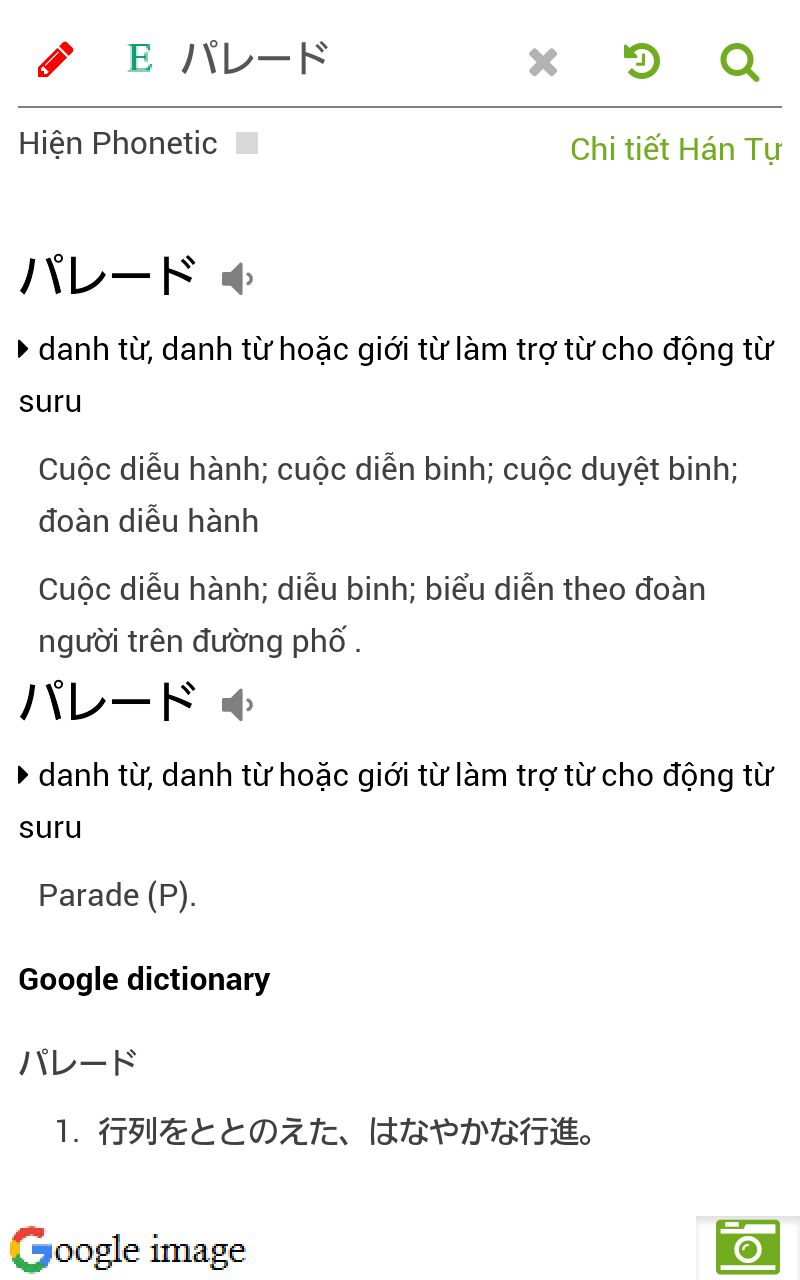 E パレード
Hiện Phonetic
Chi tiết Hán Tự
パレード
danh từ, danh từ hoặc giới từ làm trợ từ cho động từ
suru
Cuộc diễu hành; cuộc diễn binh; cuộc duyệt binh;
đoàn diễu hành
Cuộc diễu hành; diễu binh; biểu diễn theo đoàn
người trên đường phố .
パレード
danh từ, danh từ hoặc giới từ làm trợ từ cho động từ
suru
Parade (P).
Google dictionary
パレード
1. 行列をととのえた、はなやかな行進。
Google image